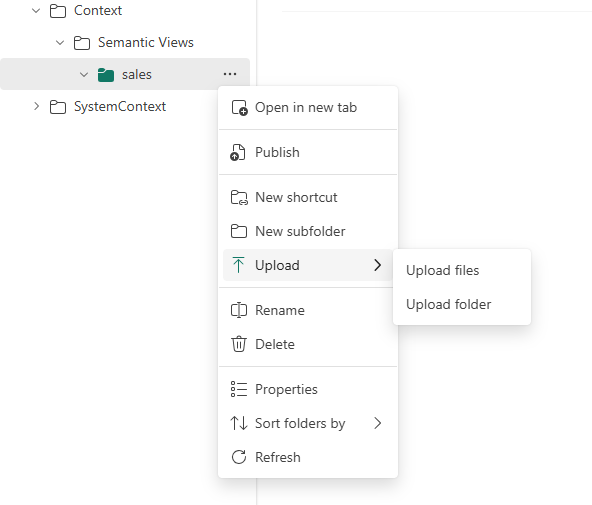 Context
Semantic Views
sales
SystemContext
Open in new tab
Publish
New shortcut
New subfolder
Upload
Upload files
Upload folder
Rename
Delete
Properties
Sort folders by
Refresh